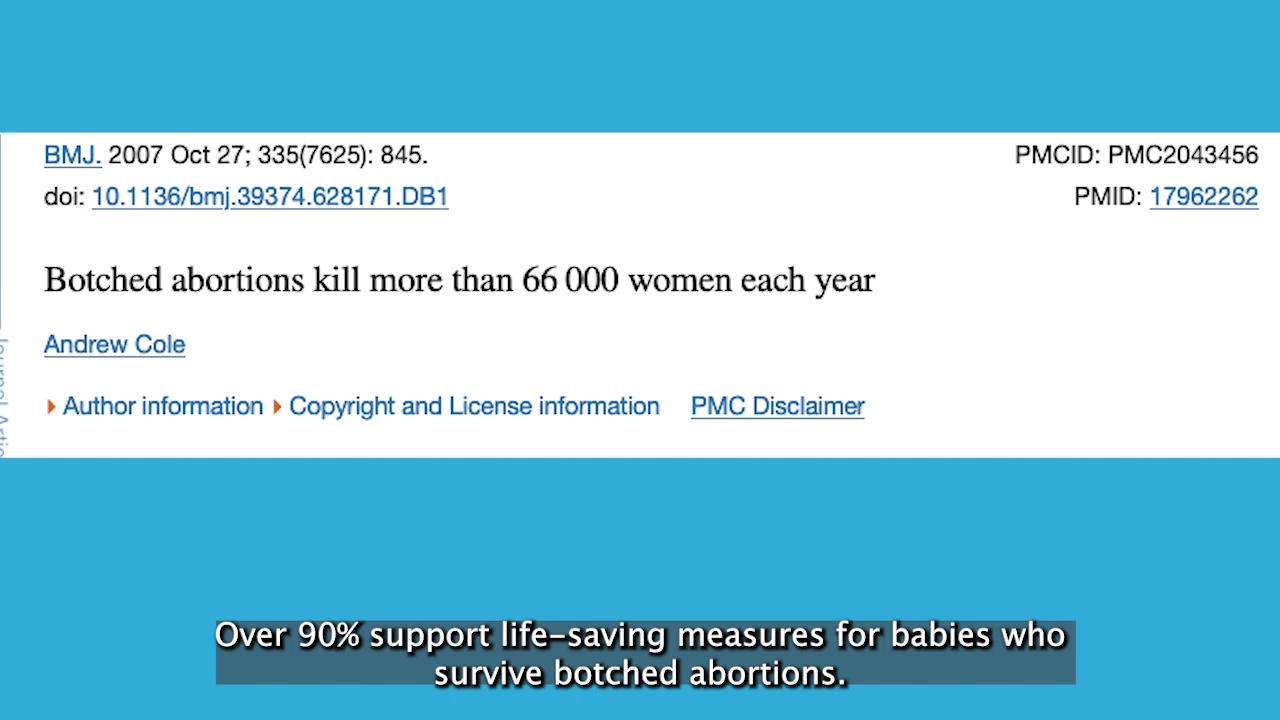 BMJ. 2007 Oct 27; 335(7625): 845.
PMCID: PMC2043456
doi: 10.1136/bmj.39374.628171.DB1
PMID: 17962262
Botched abortions kill more than 66 000 women each year
Andrew Cole
Author information Copyright and License information PMC Disclaimer
Over 90% support life-saving measures for babies who
survive botched abortions.